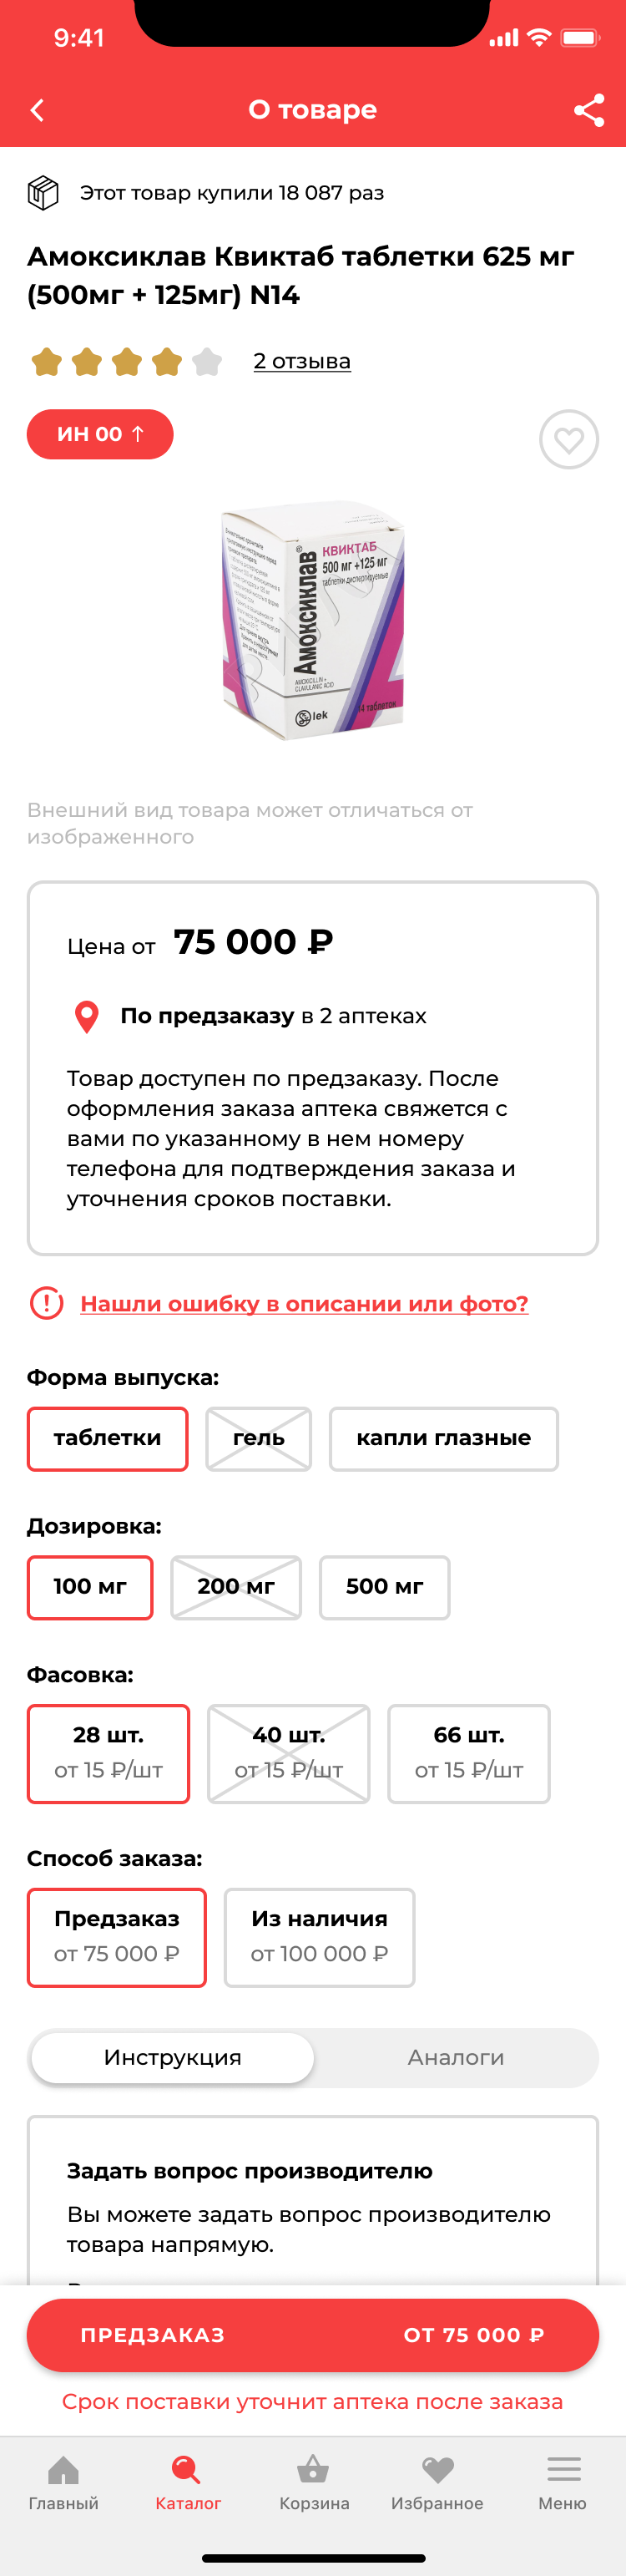 9:41
О товаре
Этот товар купили 18 087 раз
Амоксиклав Квиктаб таблетки 625 мг
(500мг + 125мг) N14
2 отзыва
ИН 00 ↑
КВИКТАБ
500 мг +125 мг
таблетки диспергируемые
Амоксиклав®
AMOXICILLIN +
CLAVULANIC ACID
lek
14 таблеток
Внешний вид товара может отличаться от
изображенного
Цена от 75 000 ₽
По предзаказу в 2 аптеках
Товар доступен по предзаказу. После
оформления заказа аптека свяжется с
вами по указанному в нем номеру
телефона для подтверждения заказа и
уточнения сроков поставки.
Нашли ошибку в описании или фото?
Форма выпуска:
таблетки гель капли глазные
Дозировка:
100 мг 200 мг 500 мг
Фасовка:
28 шт. 40 шт. 66 шт.
от 15 ₽/шт от 15 ₽/шт от 15 ₽/шт
Способ заказа:
Предзаказ Из наличия
от 75 000 ₽ от 100 000 ₽
Инструкция Аналоги
Задать вопрос производителю
Вы можете задать вопрос производителю
товара напрямую.
ПРЕДЗАКАЗ ОТ 75 000 ₽
Срок поставки уточнит аптека после заказа
Главный Каталог Корзина Избранное Меню